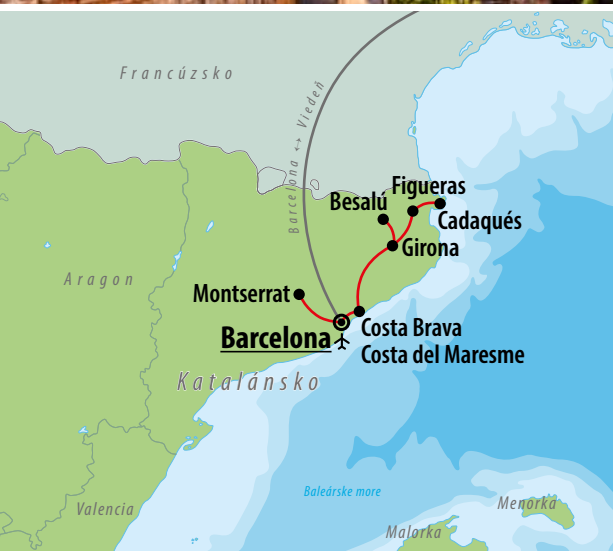 Francúzsko
Barcelona ↔ Viedeň
Figueras
Besalú
Cadaqués
Girona
Aragon
Montserrat
Barcelona
Costa Brava
Costa del Maresme
Katalánsko
Baleárske more
Valencia
Menorka
Malorka